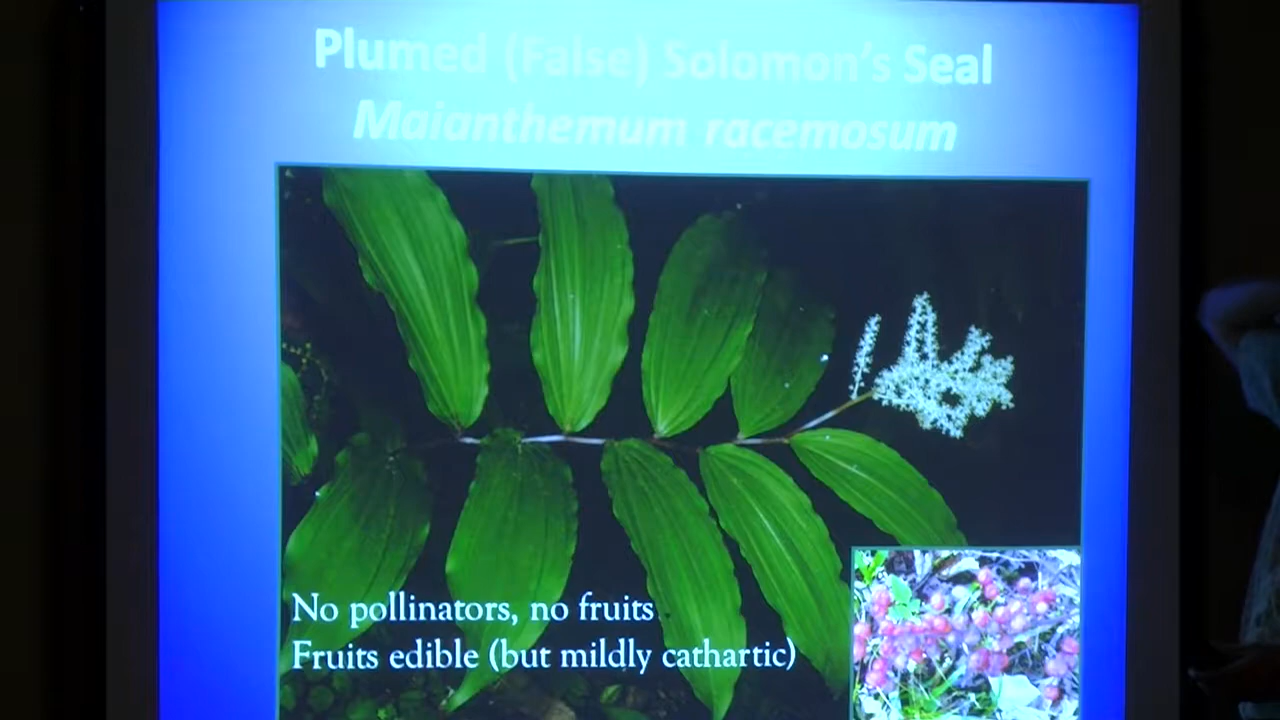 Plumed (False) Solomon's Seal
Maianthemum racemosum
No pollinators, no fruits
Fruits edible (but mildly cathartic)